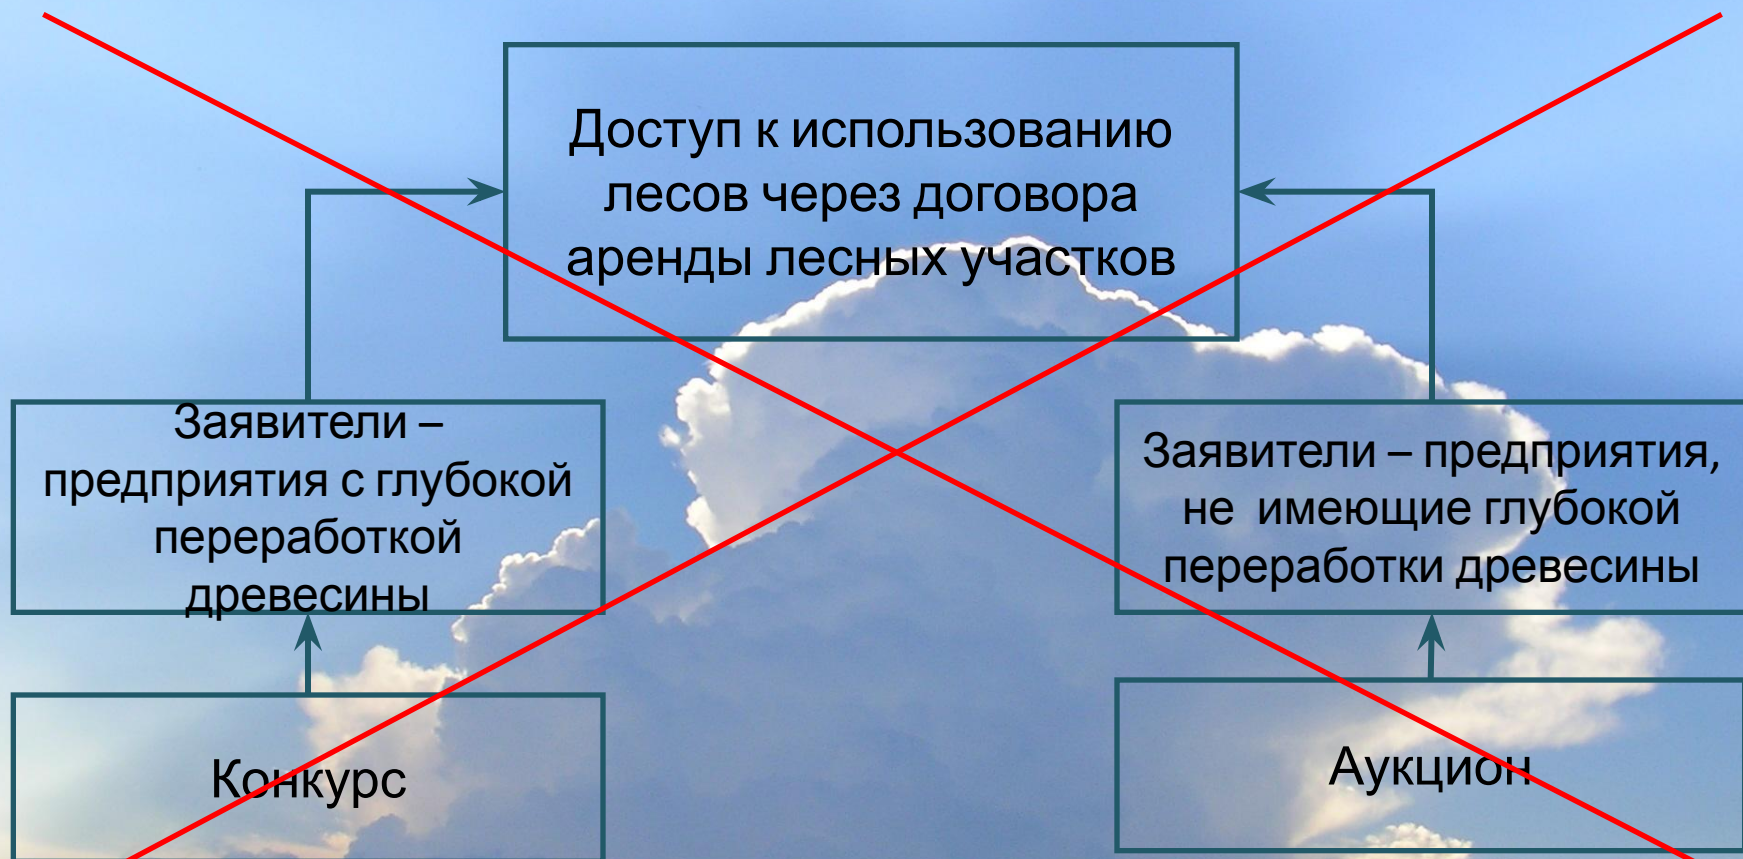 Доступ к использованию
лесов через договора
аренды лесных участков
Заявители –
предприятия с глубокой
переработкой
древесины
Заявители – предприятия,
не имеющие глубокой
переработки древесины
Конкурс
Аукцион